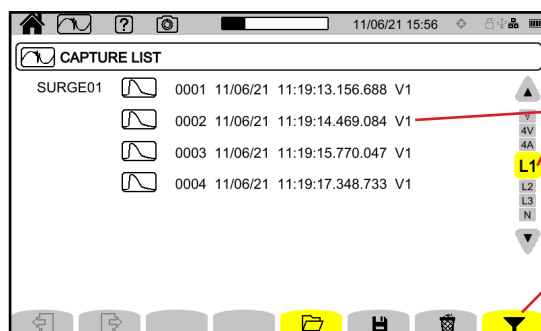 ? 11/06/21 15:56
CAPTURE LIST
SURGE01 0001 11/06/21 11:19:13.156.688 V1
0002 11/06/21 11:19:14.469.084 V1
0003 11/06/21 11:19:15.770.047 V1
0004 11/06/21 11:19:17.348.733 V1
4V
4A
L1
L2
L3
N